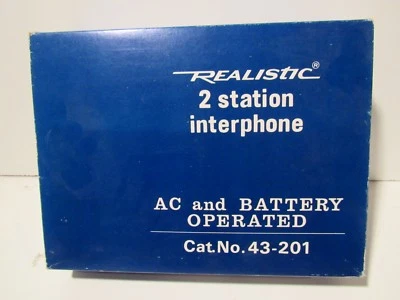 REALISTIC®
2 station
interphone
AC and BATTERY
OPERATED
Cat.No. 43-201